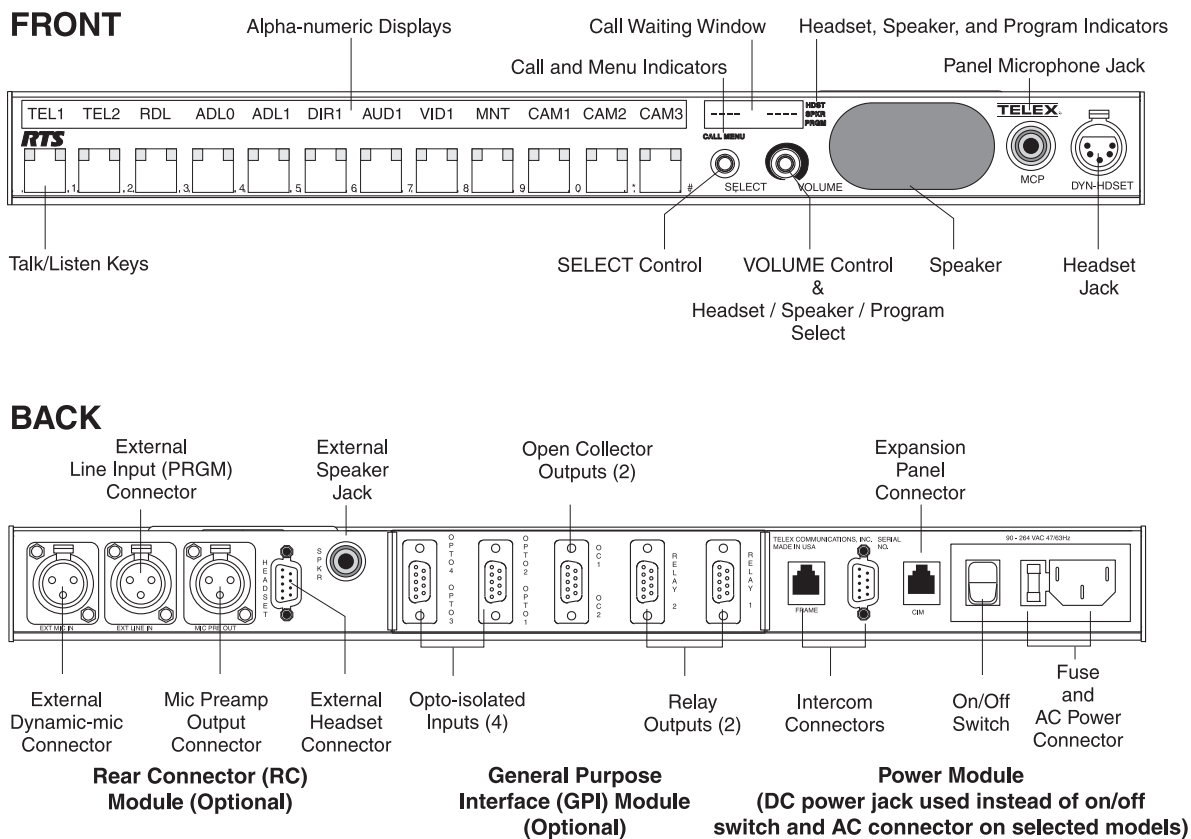 FRONT
Alpha-numeric Displays
Call Waiting Window
Headset, Speaker, and Program Indicators
Call and Menu Indicators
Panel Microphone Jack
TEL1 TEL2 RDL ADL0 ADL1 DIR1 AUD1 VID1 MNT CAM1 CAM2 CAM3
---- ----
HDST
SPKR
PRGM
TELEX
RTS
CALL MENU
1 2 3 4 5 6 7 8 9 0 * #
SELECT VOLUME
MCP
DYN-HDSET
Talk/Listen Keys
SELECT Control
VOLUME Control
&
Headset / Speaker / Program
Select
Speaker
Headset
Jack
BACK
External
Line Input (PRGM)
Connector
External
Speaker
Jack
Open Collector
Outputs (2)
Expansion
Panel
Connector
EXT MIC IN
EXT LINE IN
MIC PRE OUT
HEADSET
SPKR
OPTO4 OPTO3
OPTO2 OPTO1
OC1 OC2
RELAY 2
RELAY 1
TELEX COMMUNICATIONS, INC.
MADE IN USA
SERIAL
NO.
FRAME
CIM
90 - 264 VAC 47/63Hz
External
Dynamic-mic
Connector
Mic Preamp
Output
Connector
External
Headset
Connector
Opto-isolated
Inputs (4)
Relay
Outputs (2)
Intercom
Connectors
On/Off
Switch
Fuse
and
AC Power
Connector
Rear Connector (RC)
Module (Optional)
General Purpose
Interface (GPI) Module
(Optional)
Power Module
(DC power jack used instead of on/off
switch and AC connector on selected models)